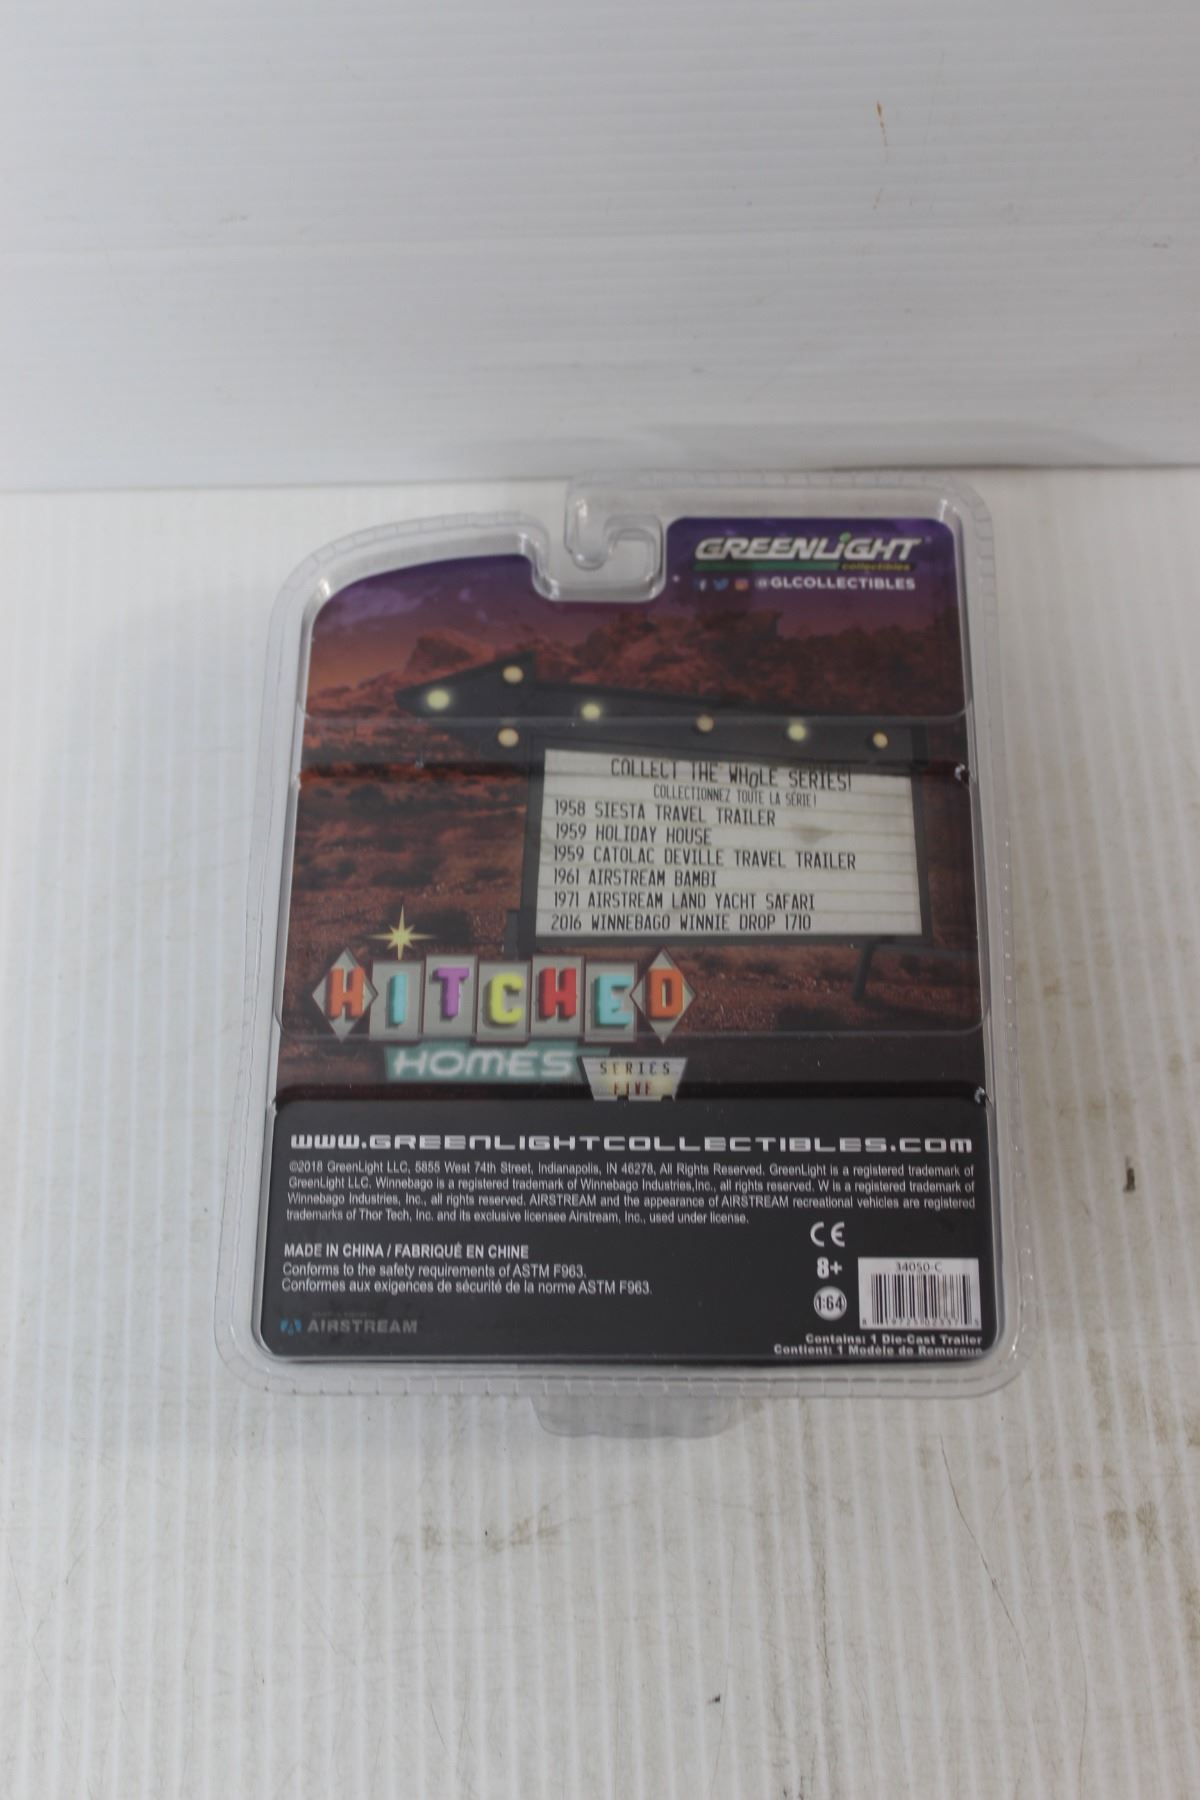 GREENLIGHT
collectibles
@GLCOLLECTIBLES
COLLECT THE WHOLE SERIES!
COLLECTIONNEZ TOUTE LA SÉRIE!
1958 SIESTA TRAVEL TRAILER
1959 HOLIDAY HOUSE
1959 CATOLAC DEVILLE TRAVEL TRAILER
1961 AIRSTREAM BAMBI
1971 AIRSTREAM LAND YACHT SAFARI
2016 WINNEBAGO WINNIE DROP 1710
HITCHED
HOMES
SERIES
FIVE
WWW.GREENLIGHTCOLLECTIBLES.COM
©2018 GreenLight LLC, 5855 West 74th Street, Indianapolis, IN 46278, All Rights Reserved. GreenLight is a registered trademark of
GreenLight LLC. Winnebago is a registered trademark of Winnebago Industries,Inc., all rights reserved. W is a registered trademark of
Winnebago Industries, Inc., all rights reserved. AIRSTREAM and the appearance of AIRSTREAM recreational vehicles are registered
trademarks of Thor Tech, Inc. and its exclusive licensee Airstream, Inc., used under license.
CE
MADE IN CHINA / FABRIQUÉ EN CHINE
Conforms to the safety requirements of ASTM F963.
Conformes aux exigences de sécurité de la norme ASTM F963.
8+
1:64
34050-C
AIRSTREAM
Contains: 1 Die-Cast Trailer
Contient: 1 Modèle de Remorque